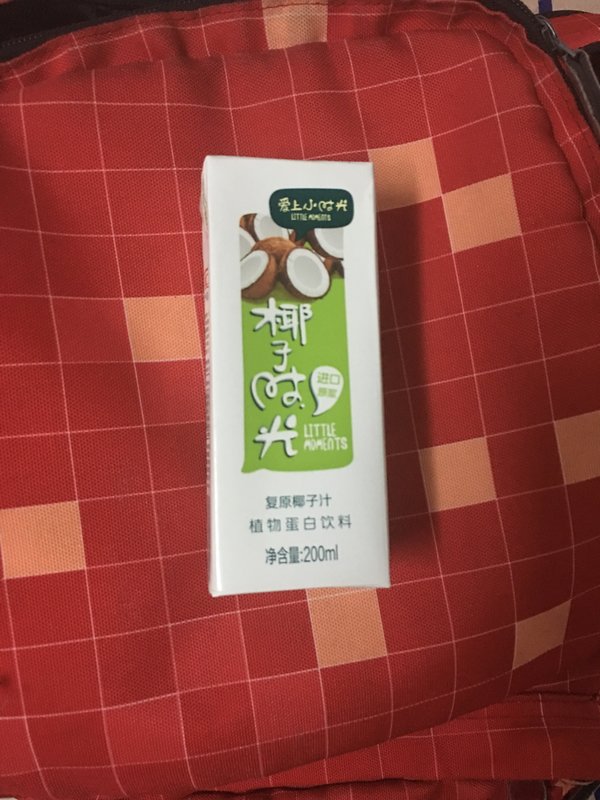 爱上小时光
LITTLE MOMENTS
椰子时光
进口
原浆
LITTLE
MOMENTS
复原椰子汁
植物蛋白饮料
净含量:200ml